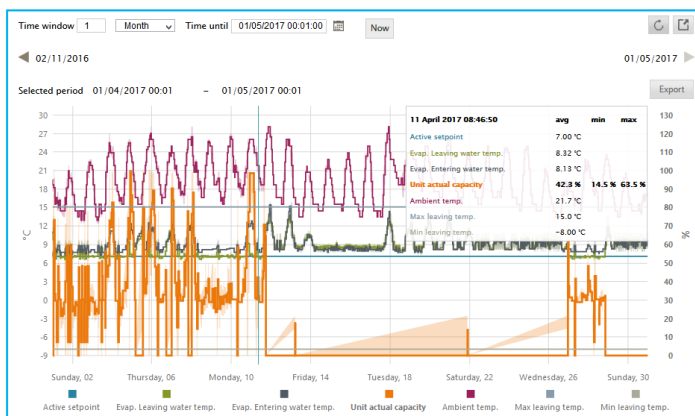 Time window 1 Month Time until 01/05/2017 00:01:00 Now
02/11/2016 01/05/2017
Selected period 01/04/2017 00:01 – 01/05/2017 00:01 Export
11 April 2017 08:46:50 avg min max
Active setpoint 7.00 °C
Evap. Leaving water temp. 8.32 °C
Evap. Entering water temp. 8.13 °C
Unit actual capacity 42.3 % 14.5 % 63.5 %
Ambient temp. 21.7 °C
Max leaving temp. 15.0 °C
Min leaving temp. -8.00 °C
30 130
27 120
24 110
21 100
18 90
15 80
12 70
9 60
6 50
3 40
0 30
-3 20
-6 10
-9 0
°C %
Sunday, 02 Thursday, 06 Monday, 10 Friday, 14 Tuesday, 18 Saturday, 22 Wednesday, 26 Sunday, 30
Active setpoint Evap. Leaving water temp. Evap. Entering water temp. Unit actual capacity Ambient temp. Max leaving temp. Min leaving temp.